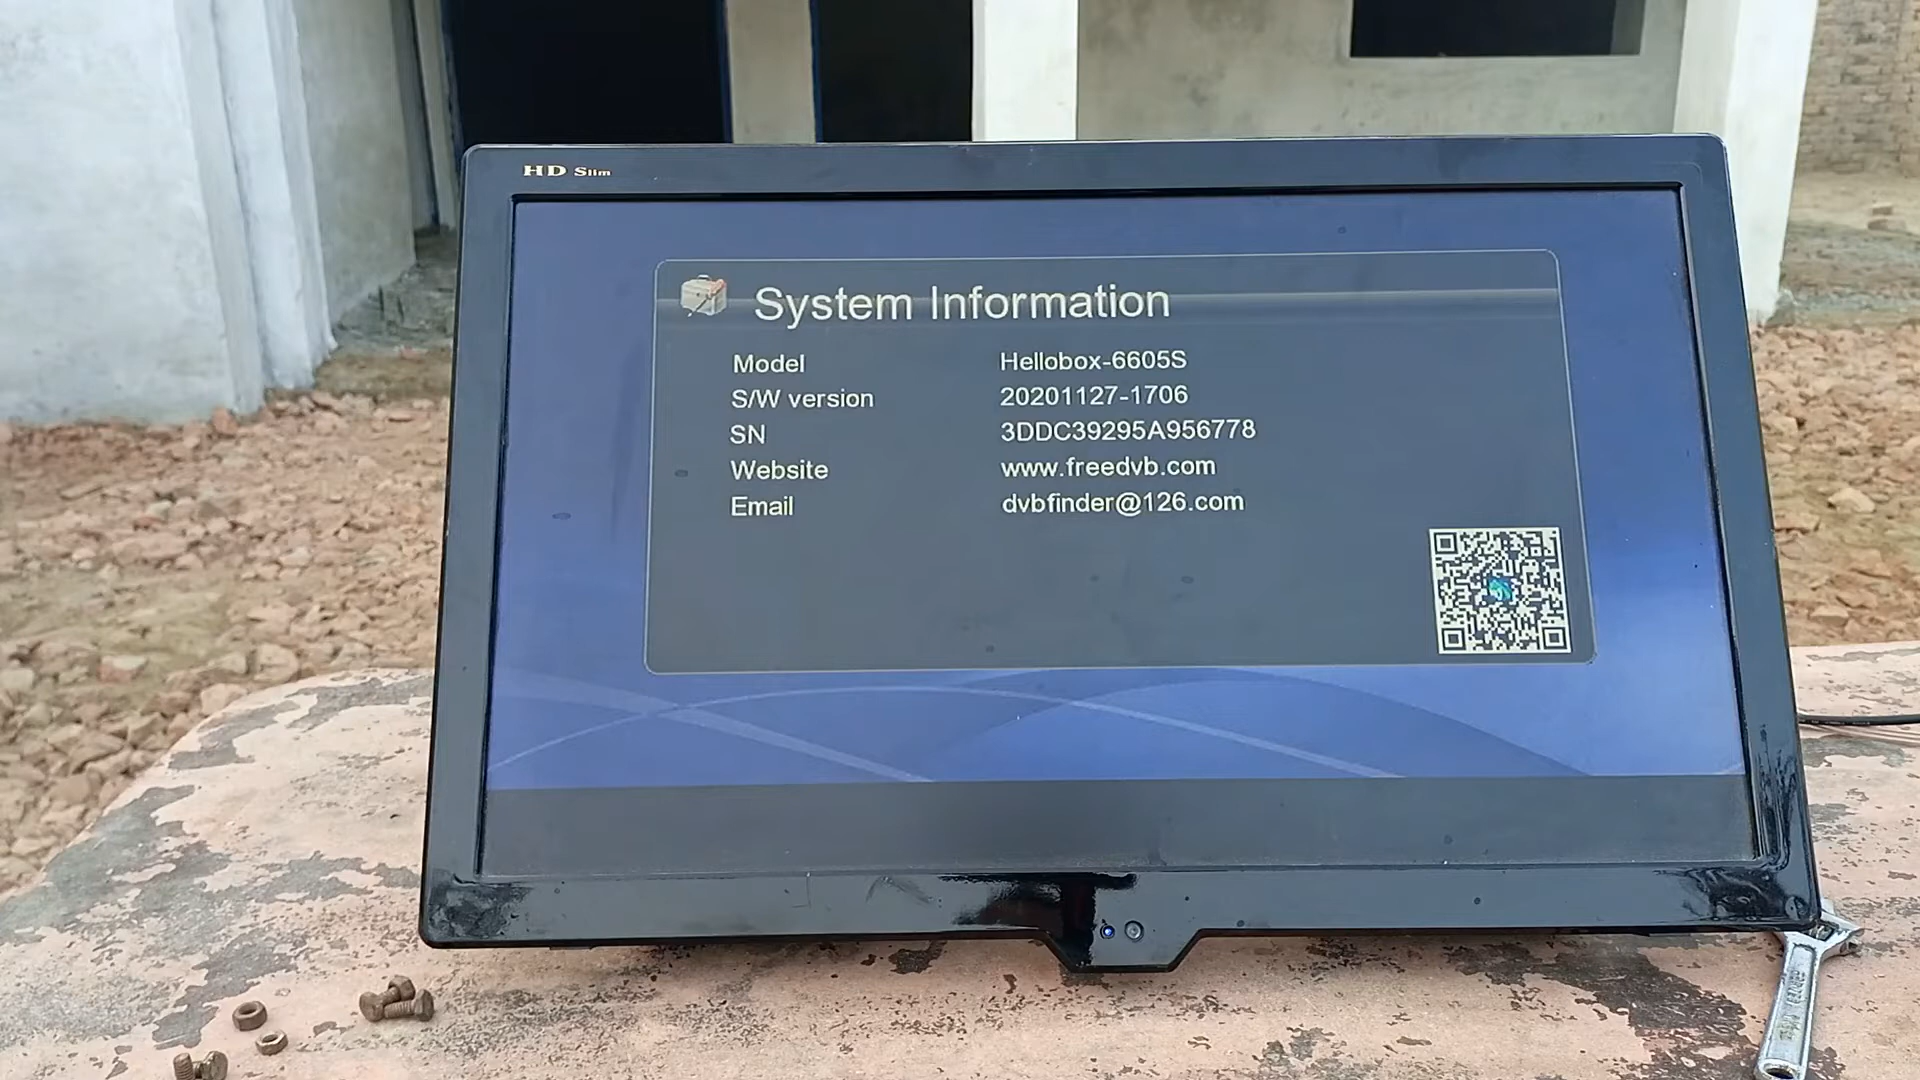 HD Slim
System Information
Model Hellobox-6605S
S/W version 20201127-1706
SN 3DDC39295A956778
Website www.freedvb.com
Email dvbfinder@126.com